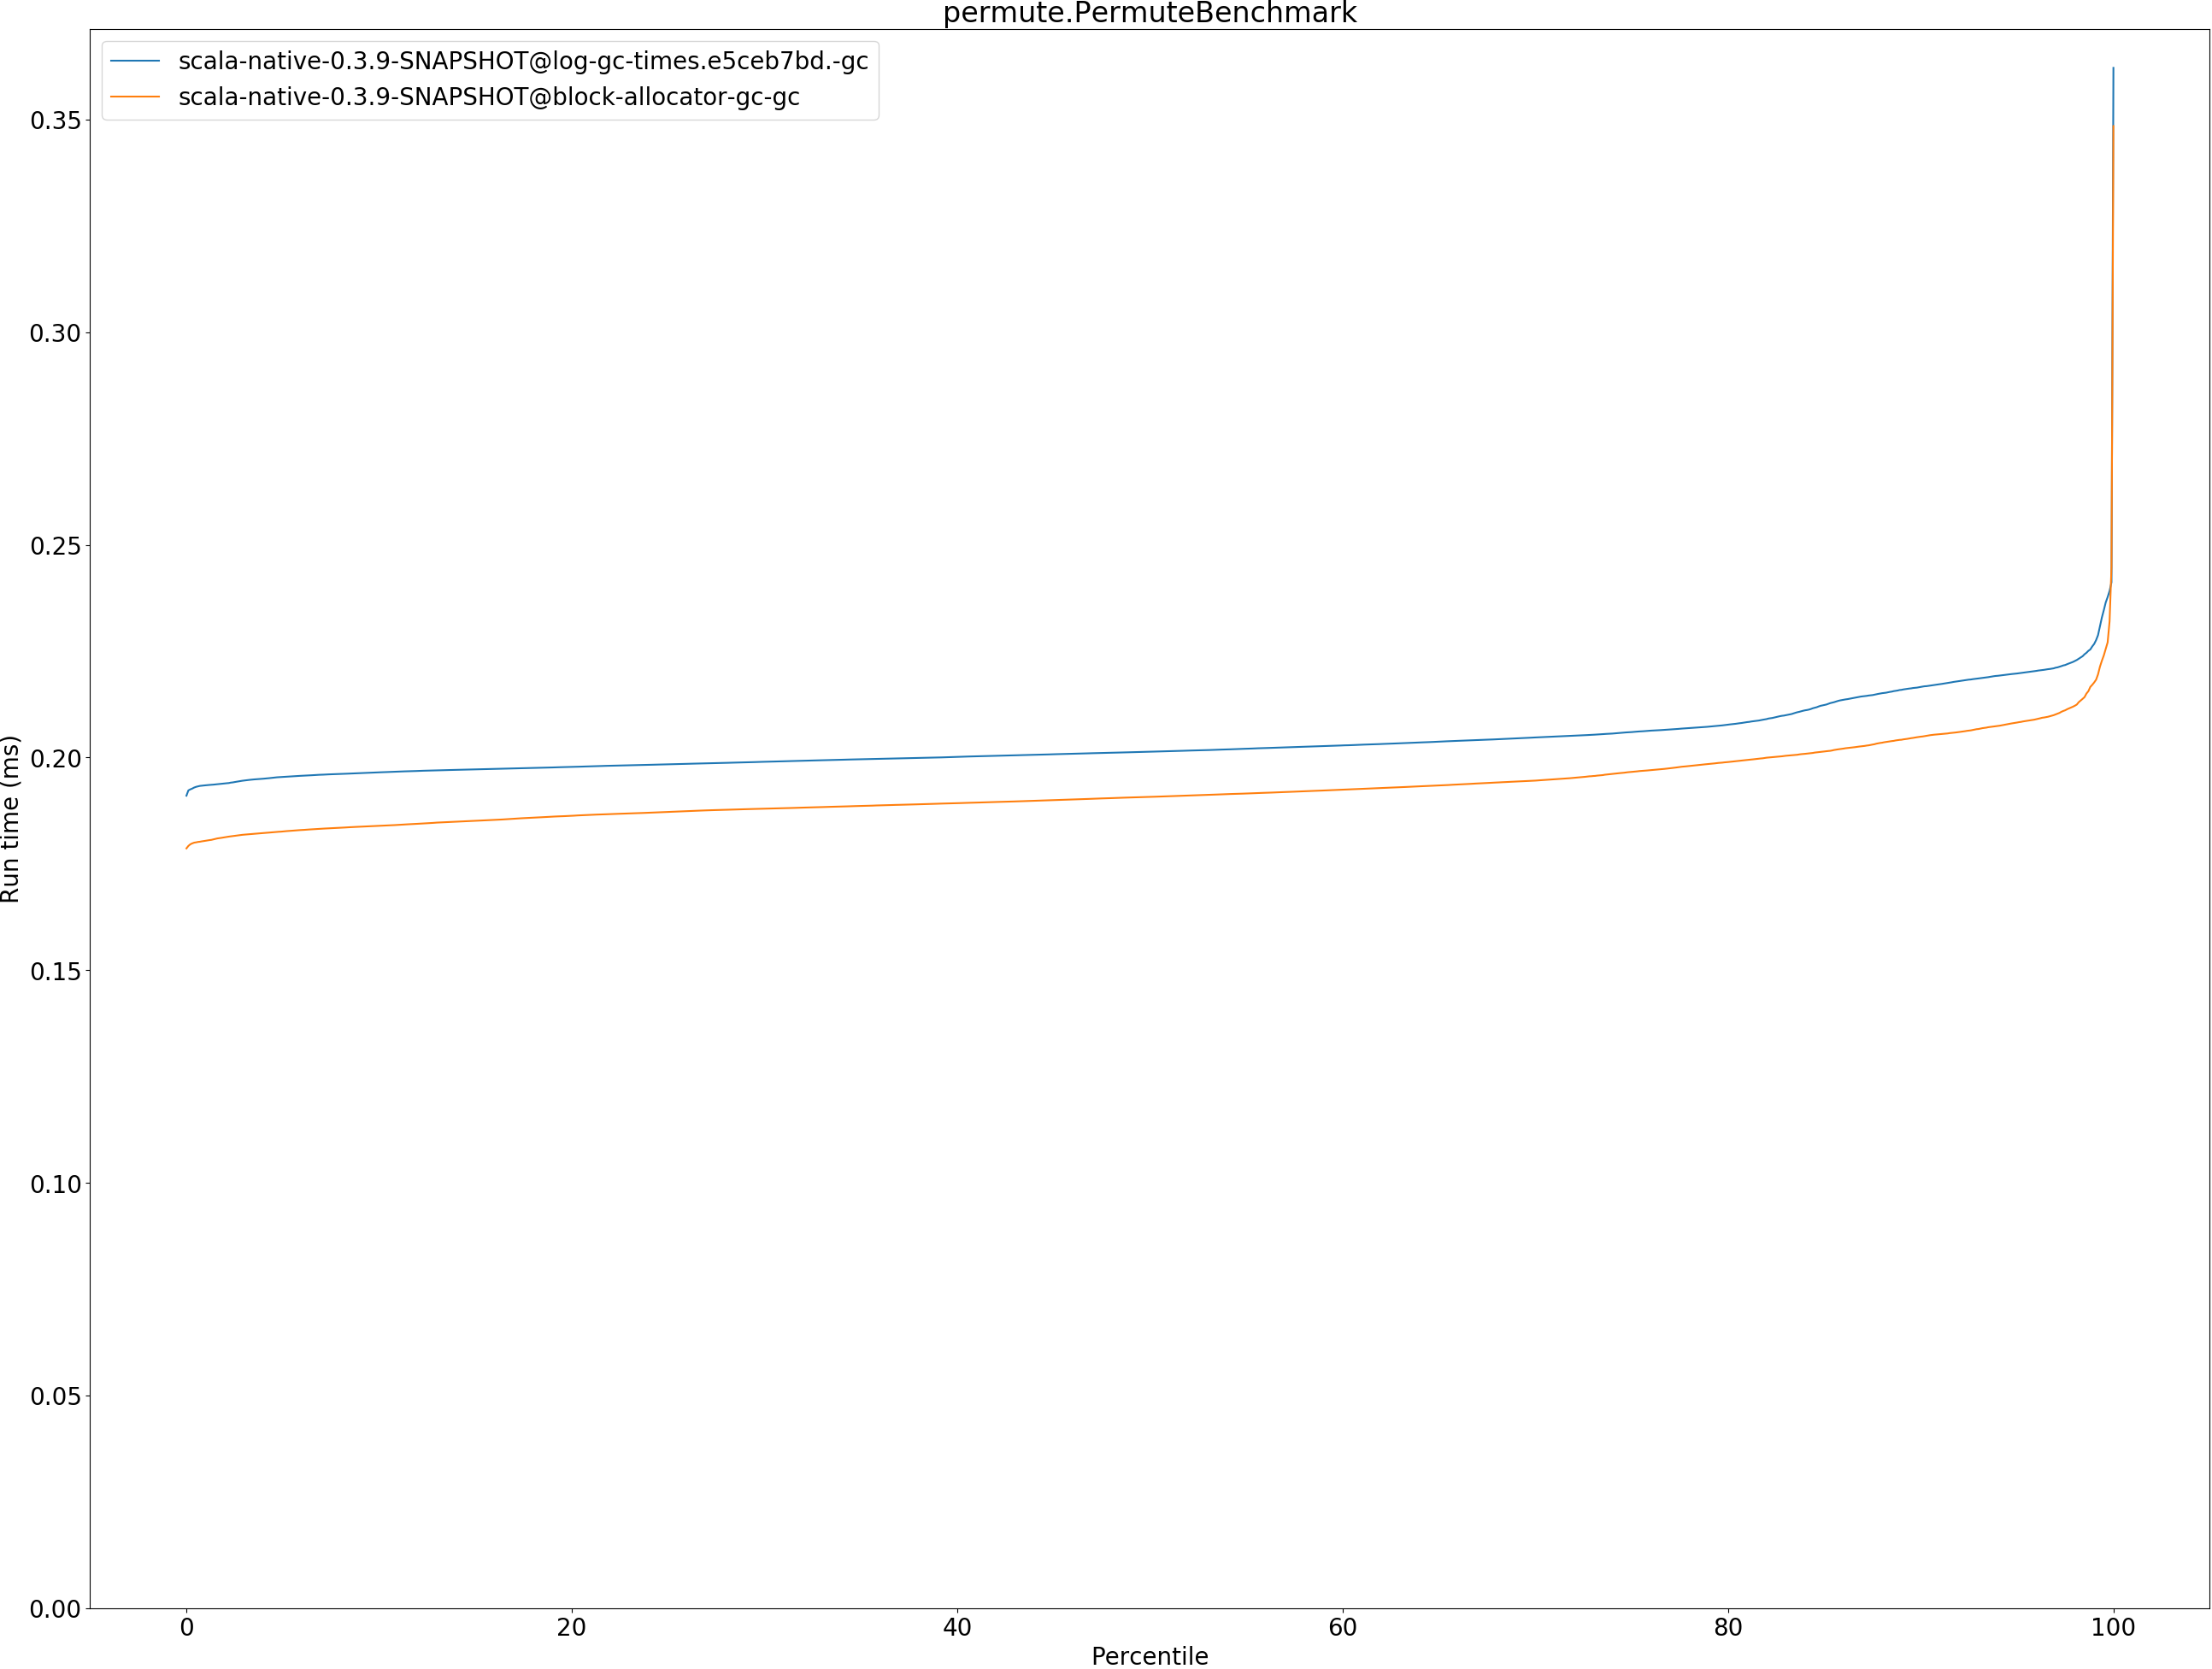 permute.PermuteBenchmark
scala-native-0.3.9-SNAPSHOT@log-gc-times.e5ceb7bd.-gc
scala-native-0.3.9-SNAPSHOT@block-allocator-gc-gc
0.35
0.30
0.25
0.20
0.15
0.10
0.05
0.00
Run time (ms)
0 20 40 60 80 100
Percentile